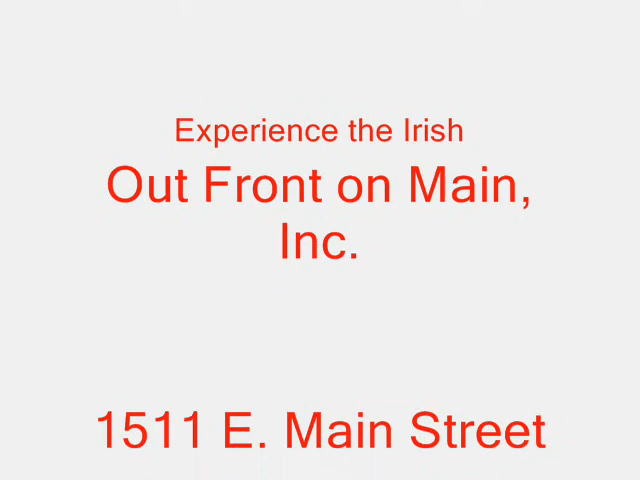 Experience the Irish
Out Front on Main,
Inc.
1511 E. Main Street